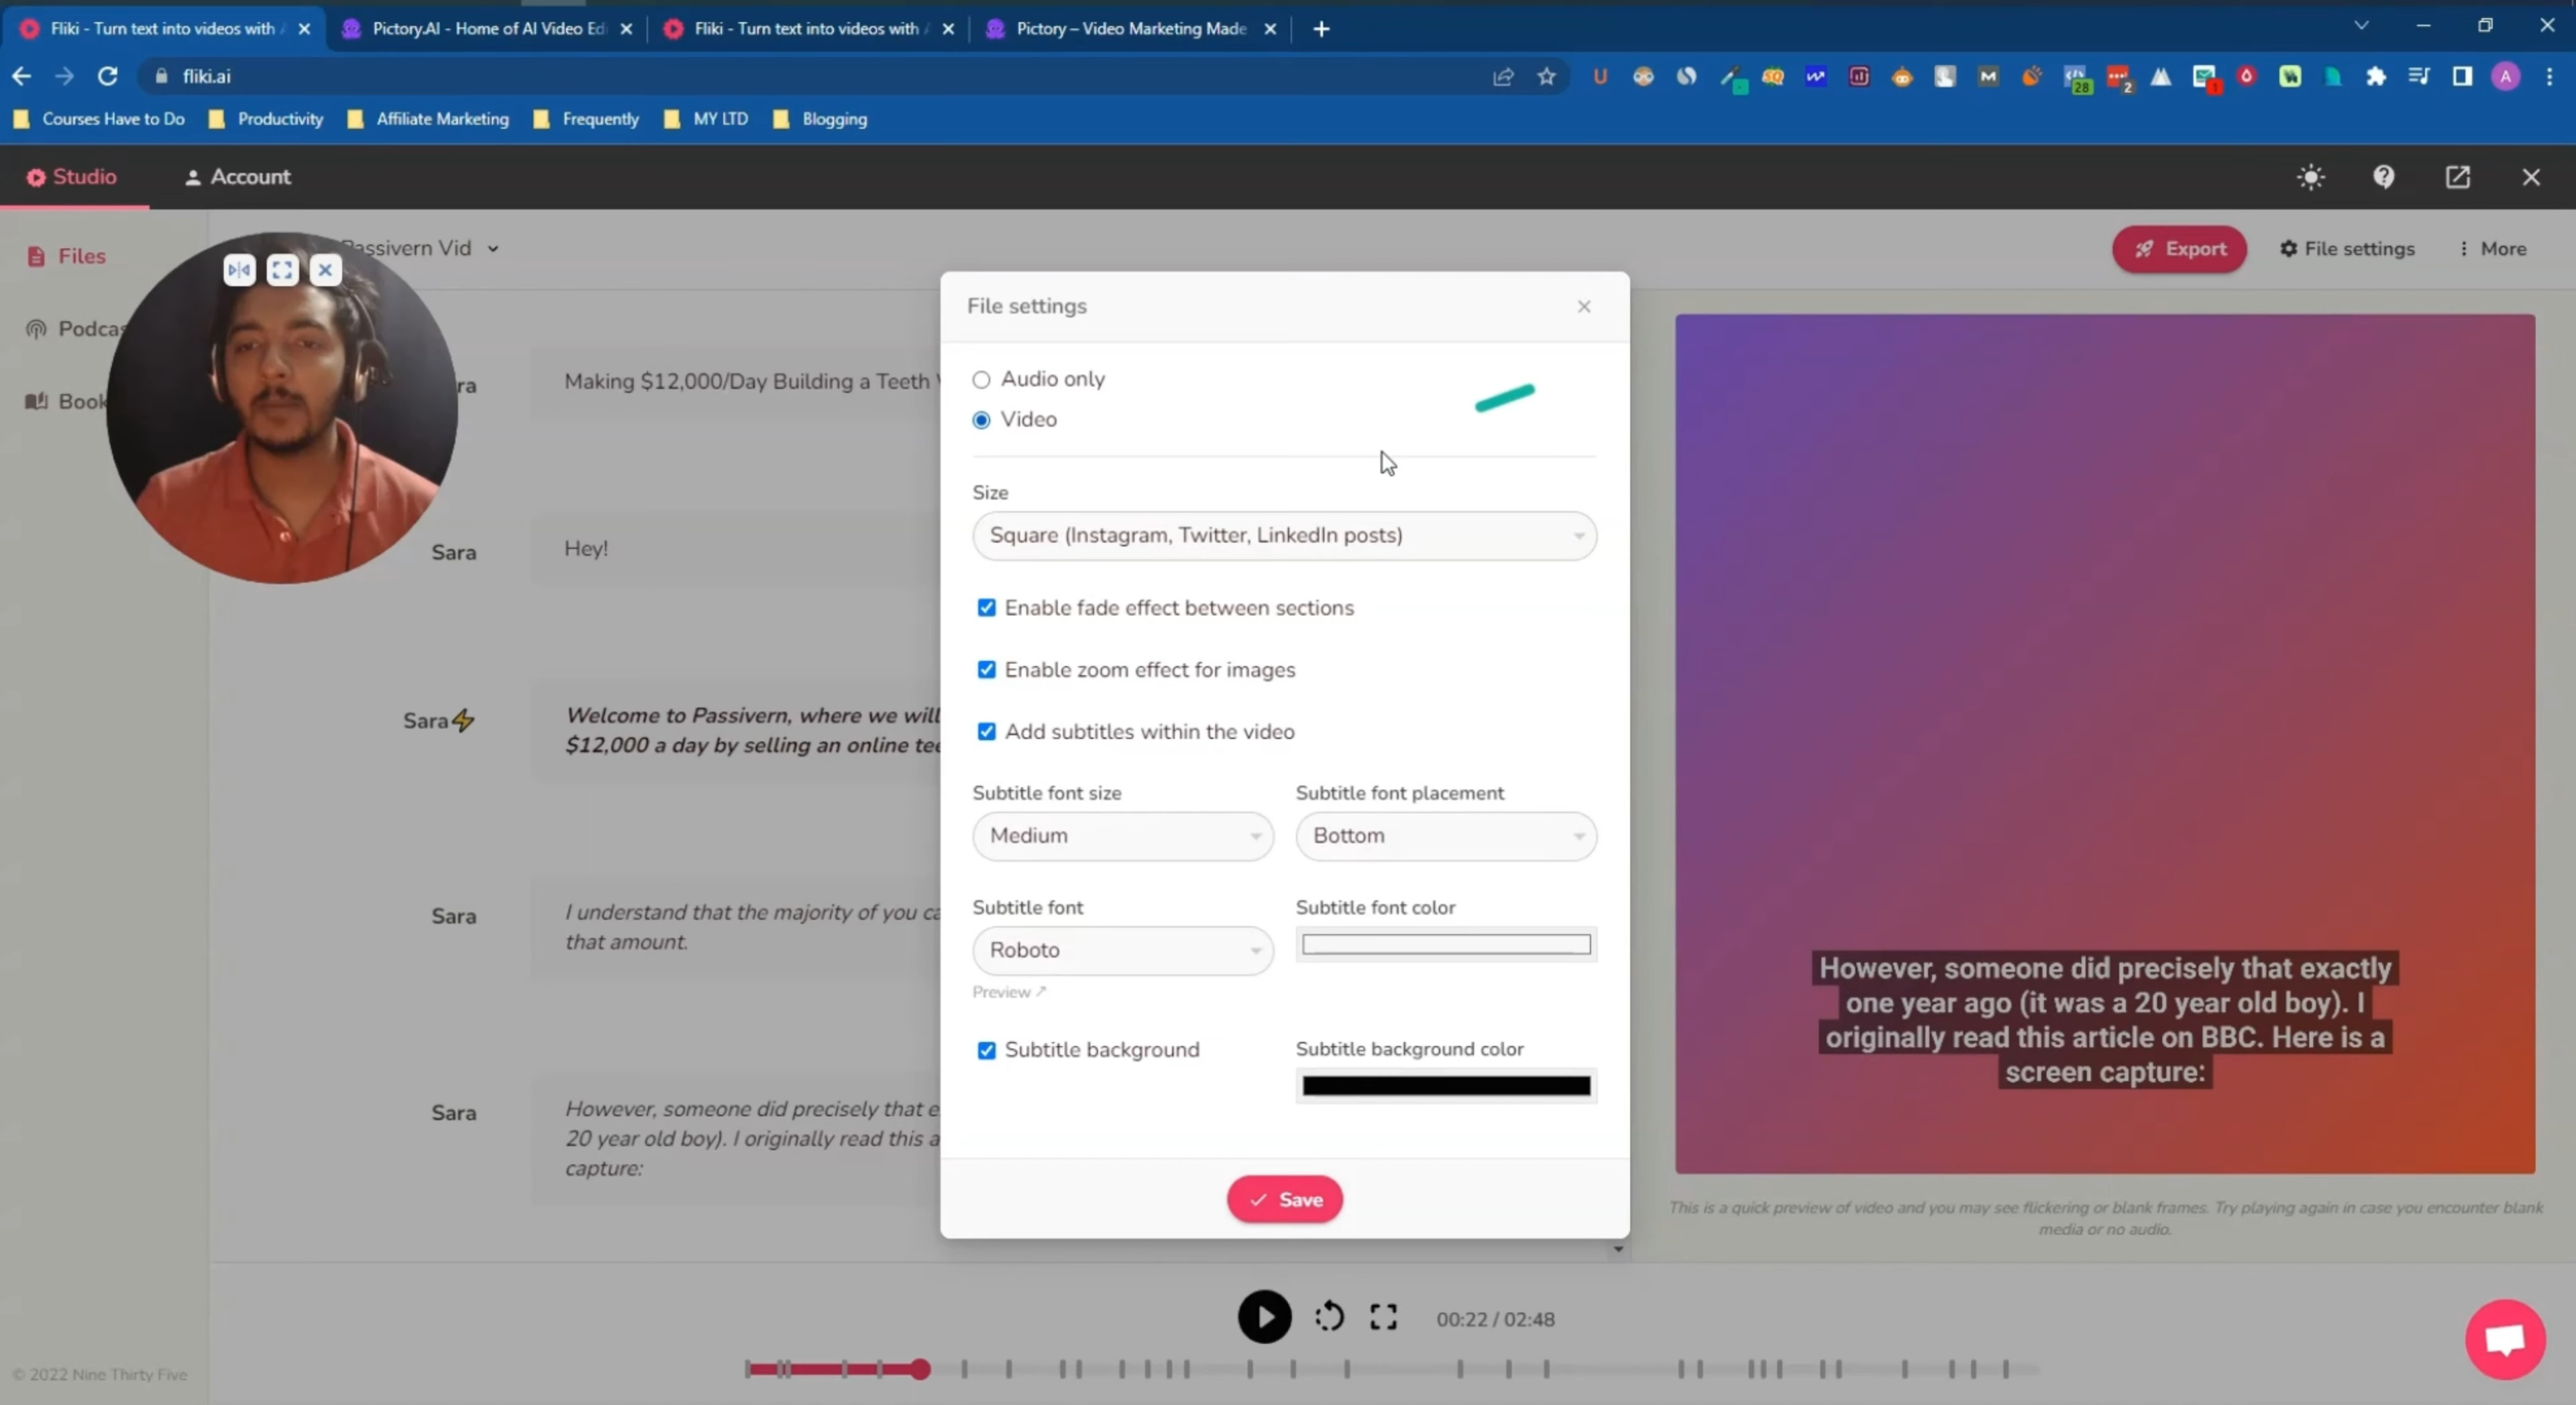 Fliki - Turn text into videos with A
Pictory.AI - Home of AI Video Edi
Fliki - Turn text into videos with A
Pictory – Video Marketing Made
fliki.ai
28
2
1
A
Courses Have to Do
Productivity
Affiliate Marketing
Frequently
MY LTD
Blogging
Studio
Account
Files
Passivern Vid
Export
File settings
More
Podcas
Book
ra
Making $12,000/Day Building a Teeth W
Sara
Hey!
Sara
Welcome to Passivern, where we will
$12,000 a day by selling an online tee
Sara
I understand that the majority of you ca
that amount.
Sara
However, someone did precisely that e
20 year old boy). I originally read this a
capture:
File settings
Audio only
Video
Size
Square (Instagram, Twitter, LinkedIn posts)
Enable fade effect between sections
Enable zoom effect for images
Add subtitles within the video
Subtitle font size
Subtitle font placement
Medium
Bottom
Subtitle font
Subtitle font color
Roboto
Preview ↗
Subtitle background
Subtitle background color
Save
However, someone did precisely that exactly
one year ago (it was a 20 year old boy). I
originally read this article on BBC. Here is a
screen capture:
This is a quick preview of video and you may see flickering or blank frames. Try playing again in case you encounter blank
media or no audio.
00:22 / 02:48
© 2022 Nine Thirty Five